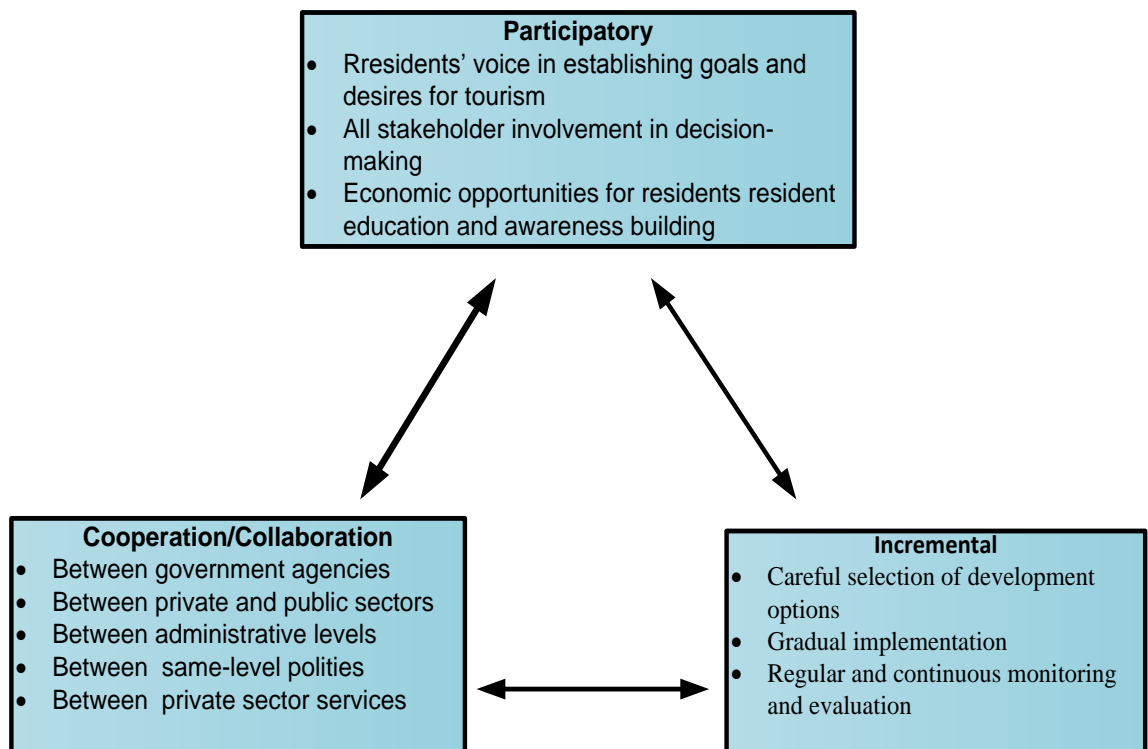 Participatory
• Rresidents’ voice in establishing goals and
desires for tourism
• All stakeholder involvement in decision-
making
• Economic opportunities for residents resident
education and awareness building
Cooperation/Collaboration
• Between government agencies
• Between private and public sectors
• Between administrative levels
• Between  same-level polities
• Between  private sector services
Incremental
• Careful selection of development
options
• Gradual implementation
• Regular and continuous monitoring
and evaluation